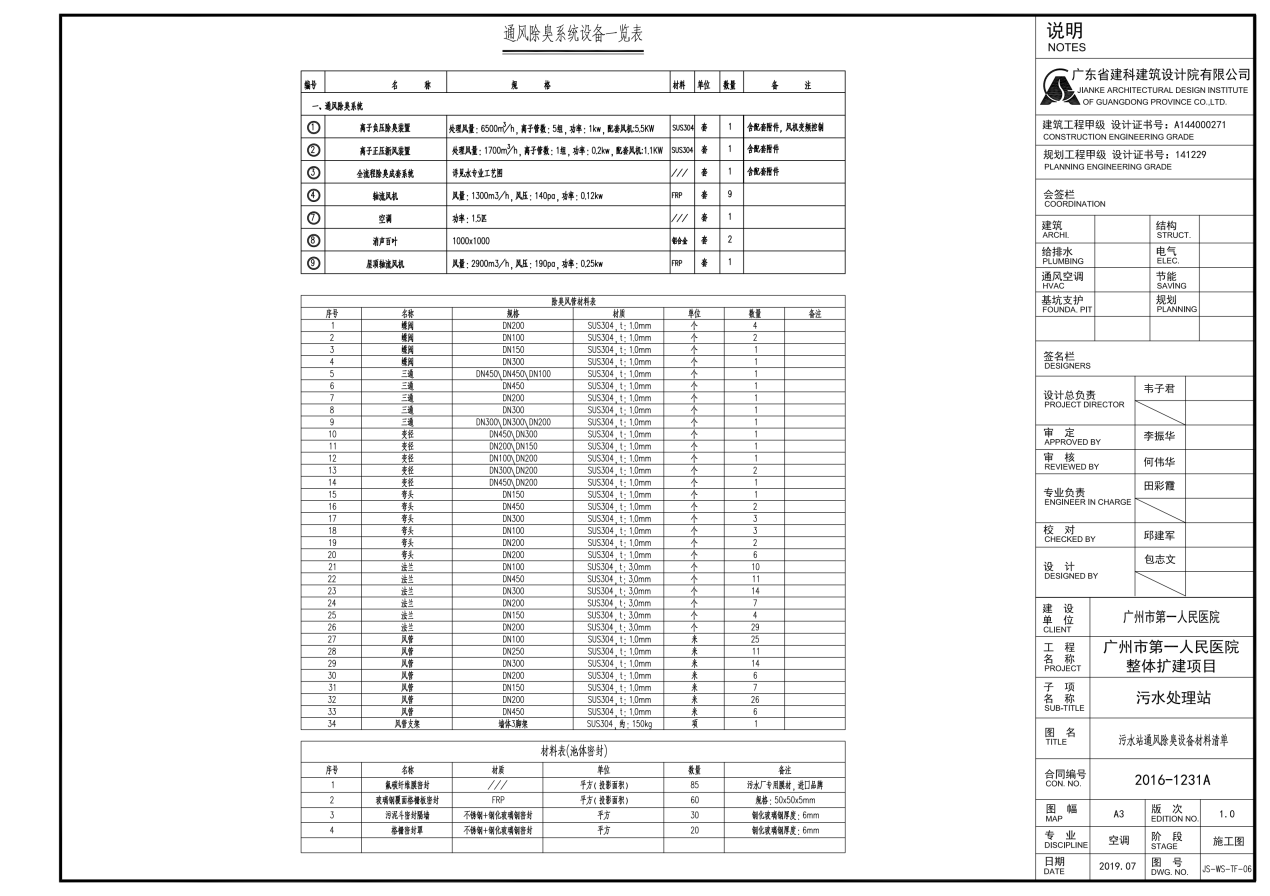 通风除臭系统设备一览表
编号 名 称 规 格 材料 单位 数量 备 注
一、通风除臭系统
1 离子负压除臭装置 处理风量：6500m³/h，离子管数：5组，功率：1kw，配套风机:5.5KW SUS304 套 1 含配套附件，风机变频控制
2 离子正压新风装置 处理风量：1700m³/h，离子管数：1组，功率：0.2kw，配套风机:1.1KW SUS304 套 1 含配套附件
3 全流程除臭成套系统 详见水专业工艺图 /// 套 1 含配套附件
4 轴流风机 风量：1300m3/h，风压：140pa，功率：0.12kw FRP 套 9
7 空调 功率：1.5匹 /// 套 1
8 消声百叶 1000x1000 铝合金 套 2
9 屋顶轴流风机 风量：2900m3/h，风压：190pa，功率：0.25kw FRP 套 1
除臭风管材料表
序号 名称 规格 材质 单位 数量 备注
1 蝶阀 DN200 SUS304，t：1.0mm 个 4
2 蝶阀 DN100 SUS304，t：1.0mm 个 2
3 蝶阀 DN150 SUS304，t：1.0mm 个 1
4 蝶阀 DN300 SUS304，t：1.0mm 个 1
5 三通 DN450\DN450\DN100 SUS304，t：1.0mm 个 1
6 三通 DN450 SUS304，t：1.0mm 个 1
7 三通 DN200 SUS304，t：1.0mm 个 1
8 三通 DN300 SUS304，t：1.0mm 个 1
9 三通 DN300\DN300\DN200 SUS304，t：1.0mm 个 1
10 变径 DN450\DN300 SUS304，t：1.0mm 个 1
11 变径 DN200\DN150 SUS304，t：1.0mm 个 1
12 变径 DN100\DN200 SUS304，t：1.0mm 个 1
13 变径 DN300\DN200 SUS304，t：1.0mm 个 2
14 变径 DN450\DN200 SUS304，t：1.0mm 个 1
15 弯头 DN150 SUS304，t：1.0mm 个 1
16 弯头 DN450 SUS304，t：1.0mm 个 2
17 弯头 DN300 SUS304，t：1.0mm 个 3
18 弯头 DN100 SUS304，t：1.0mm 个 3
19 弯头 DN200 SUS304，t：1.0mm 个 2
20 弯头 DN200 SUS304，t：1.0mm 个 6
21 法兰 DN100 SUS304，t：3.0mm 个 10
22 法兰 DN450 SUS304，t：3.0mm 个 11
23 法兰 DN300 SUS304，t：3.0mm 个 14
24 法兰 DN200 SUS304，t：3.0mm 个 7
25 法兰 DN150 SUS304，t：3.0mm 个 4
26 法兰 DN200 SUS304，t：3.0mm 个 29
27 风管 DN100 SUS304，t：1.0mm 米 25
28 风管 DN250 SUS304，t：1.0mm 米 11
29 风管 DN300 SUS304，t：1.0mm 米 14
30 风管 DN200 SUS304，t：1.0mm 米 6
31 风管 DN150 SUS304，t：1.0mm 米 7
32 风管 DN200 SUS304，t：1.0mm 米 26
33 风管 DN450 SUS304，t：1.0mm 米 6
34 风管支架 墙体3脚架 SUS304，约：150kg 项 1
材料表(池体密封)
序号 名称 材质 单位 数量 备注
1 氟碳纤维膜密封 /// 平方(投影面积) 85 污水厂专用膜材，进口品牌
2 玻璃钢覆面格栅板密封 FRP 平方(投影面积) 60 规格：50x50x5mm
3 污泥斗密封隔墙 不锈钢+钢化玻璃钢密封 平方 30 钢化玻璃钢厚度：6mm
4 格栅密封罩 不锈钢+钢化玻璃钢密封 平方 20 钢化玻璃钢厚度：6mm
说明
NOTES
广东省建科建筑设计院有限公司
JIANKE ARCHITECTURAL DESIGN INSTITUTE
OF GUANGDONG PROVINCE CO.,LTD.
建筑工程甲级 设计证书号：A144000271
CONSTRUCTION ENGINEERING GRADE
规划工程甲级 设计证书号：141229
PLANNING ENGINEERING GRADE
会签栏
COORDINATION
建筑 结构
ARCHI. STRUCT.
给排水 电气
PLUMBING ELEC.
通风空调 节能
HVAC SAVING
基坑支护 规划
FOUNDA. PIT PLANNING
签名栏
DESIGNERS
设计总负责 韦子君
PROJECT DIRECTOR
审 定 李振华
APPROVED BY
审 核 何伟华
REVIEWED BY
专业负责 田彩霞
ENGINEER IN CHARGE
校 对 邱建军
CHECKED BY
设 计 包志文
DESIGNED BY
建 设
单 位 广州市第一人民医院
CLIENT
工 程 广州市第一人民医院
名 称 整体扩建项目
PROJECT
子 项
名 称 污水处理站
SUB-TITLE
图 名 污水站通风除臭设备材料清单
TITLE
合同编号 2016-1231A
CON. NO.
图 幅 A3 版 次 1.0
MAP EDITION NO.
专 业 空调 阶 段 施工图
DISCIPLINE STAGE
日期 2019.07 图 号 JS-WS-TF-06
DATE DWG. NO.